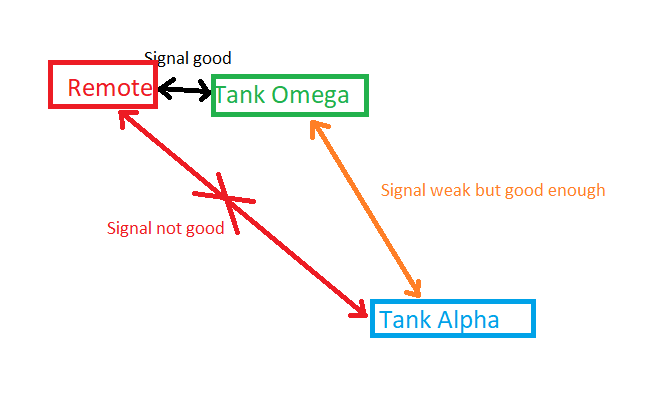 Signal good
Remote
Tank Omega
Signal weak but good enough
Signal not good
Tank Alpha